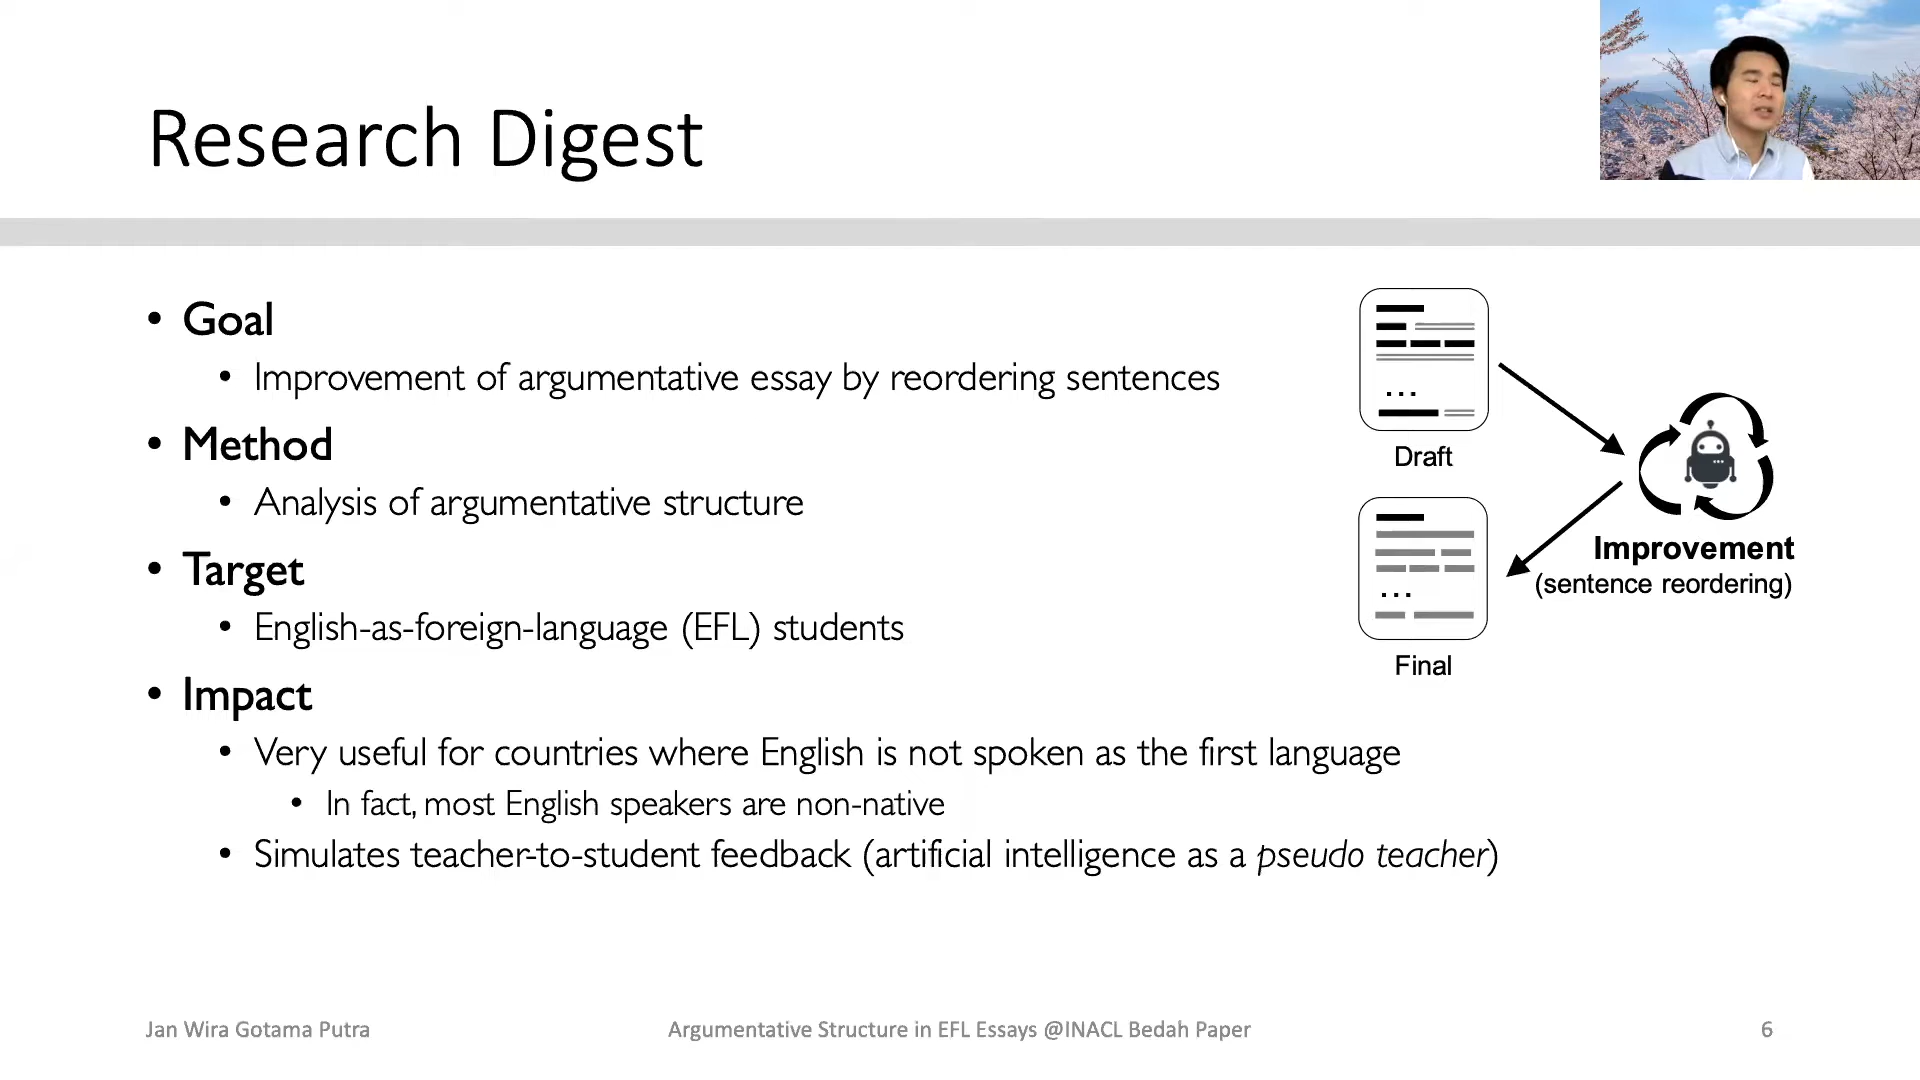 Research Digest
• Goal
• Improvement of argumentative essay by reordering sentences
• Method
• Analysis of argumentative structure
• Target
• English-as-foreign-language (EFL) students
• Impact
• Very useful for countries where English is not spoken as the first language
• In fact, most English speakers are non-native
• Simulates teacher-to-student feedback (artificial intelligence as a pseudo teacher)
...
Draft
Improvement
(sentence reordering)
...
Final
Jan Wira Gotama Putra
Argumentative Structure in EFL Essays @INACL Bedah Paper
6